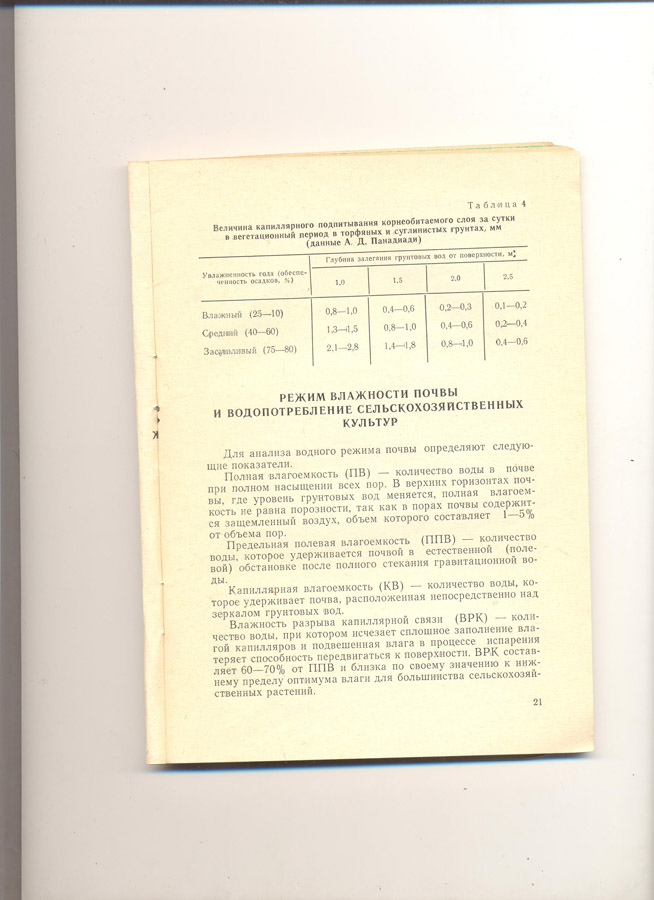 Таблица 4
Величина капиллярного подпитывания корнеобитаемого слоя за сутки
в вегетационный период в торфяных и суглинистых грунтах, мм
(данные А. Д. Панадиади)
Увлажненность года (обеспе-
ченность осадков, %)
Глубина залегания грунтовых вод от поверхности, м
1,0 1,5 2,0 2,5
Влажный (25—10) 0,8—1,0 0,4—0,6 0,2—0,3 0,1—0,2
Средний (40—60) 1,3—1,5 0,8—1,0 0,4—0,6 0,2—0,4
Засушливый (75—80) 2,1—2,8 1,4—1,8 0,8—1,0 0,4—0,6
РЕЖИМ ВЛАЖНОСТИ ПОЧВЫ
И ВОДОПОТРЕБЛЕНИЕ СЕЛЬСКОХОЗЯЙСТВЕННЫХ
КУЛЬТУР
Для анализа водного режима почвы определяют следую-
щие показатели.
Полная влагоемкость (ПВ) — количество воды в почве
при полном насыщении всех пор. В верхних горизонтах поч-
вы, где уровень грунтовых вод меняется, полная влагоем-
кость не равна порозности, так как в порах почвы содержит-
ся защемленный воздух, объем которого составляет 1—5%
от объема пор.
Предельная полевая влагоемкость (ППВ) — количество
воды, которое удерживается почвой в естественной (поле-
вой) обстановке после полного стекания гравитационной во-
ды.
Капиллярная влагоемкость (КВ) — количество воды, ко-
торое удерживает почва, расположенная непосредственно над
зеркалом грунтовых вод.
Влажность разрыва капиллярной связи (ВРК) — коли-
чество воды, при котором исчезает сплошное заполнение вла-
гой капилляров и подвешенная влага в процессе испарения
теряет способность передвигаться к поверхности. ВРК состав-
ляет 60—70% от ППВ и близка по своему значению к ниж-
нему пределу оптимума влаги для большинства сельскохозяй-
ственных растений.
21